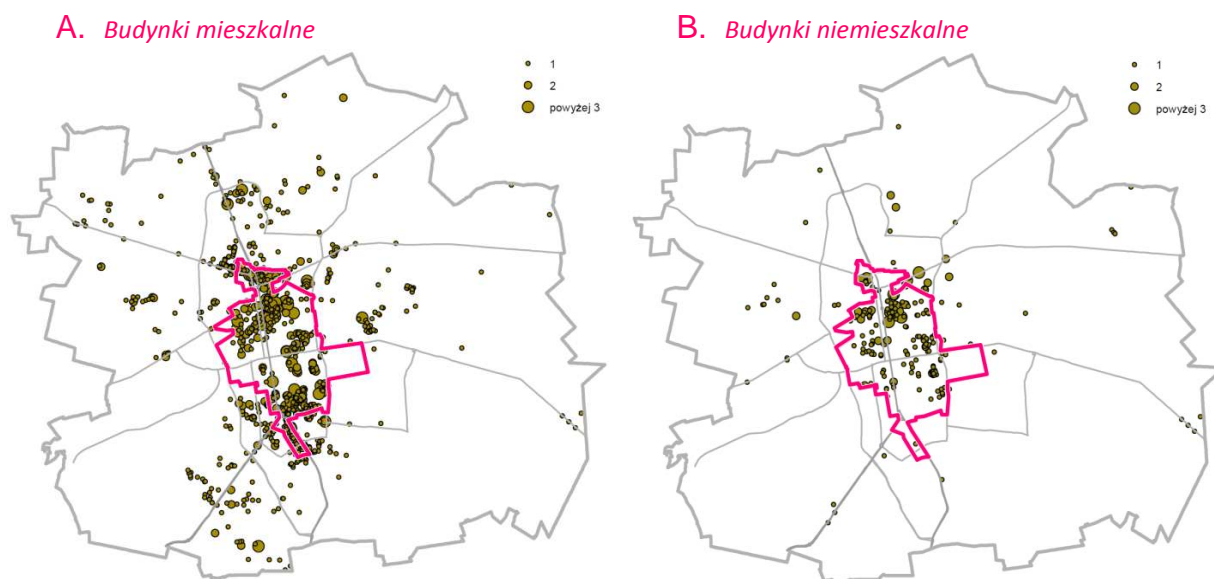 A. Budynki mieszkalne
1
2
powyżej 3
B. Budynki niemieszkalne
1
2
powyżej 3